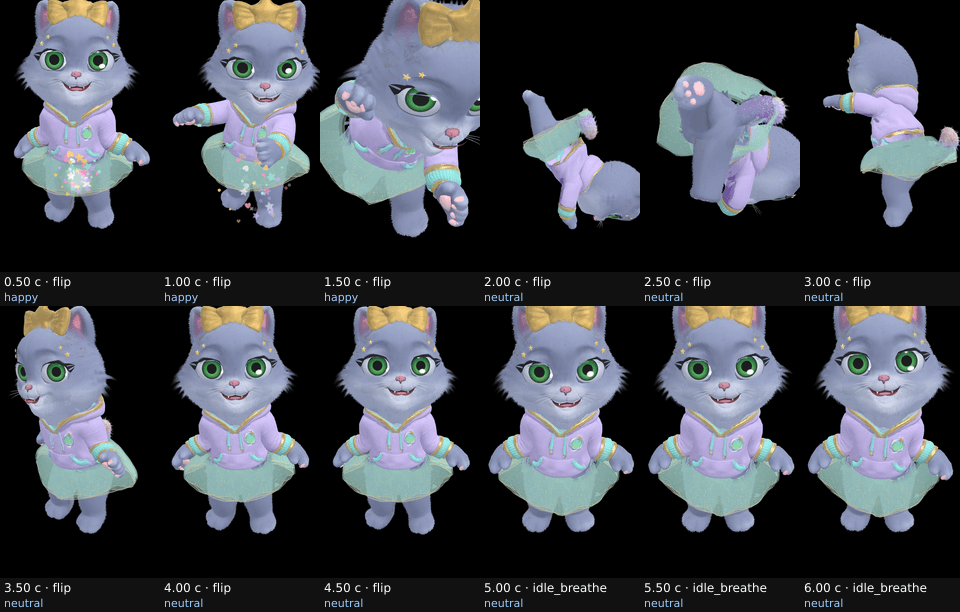 0.50 с · flip
happy
1.00 с · flip
happy
1.50 с · flip
happy
2.00 с · flip
neutral
2.50 с · flip
neutral
3.00 с · flip
neutral
3.50 с · flip
neutral
4.00 с · flip
neutral
4.50 с · flip
neutral
5.00 с · idle_breathe
neutral
5.50 с · idle_breathe
neutral
6.00 с · idle_breathe
neutral